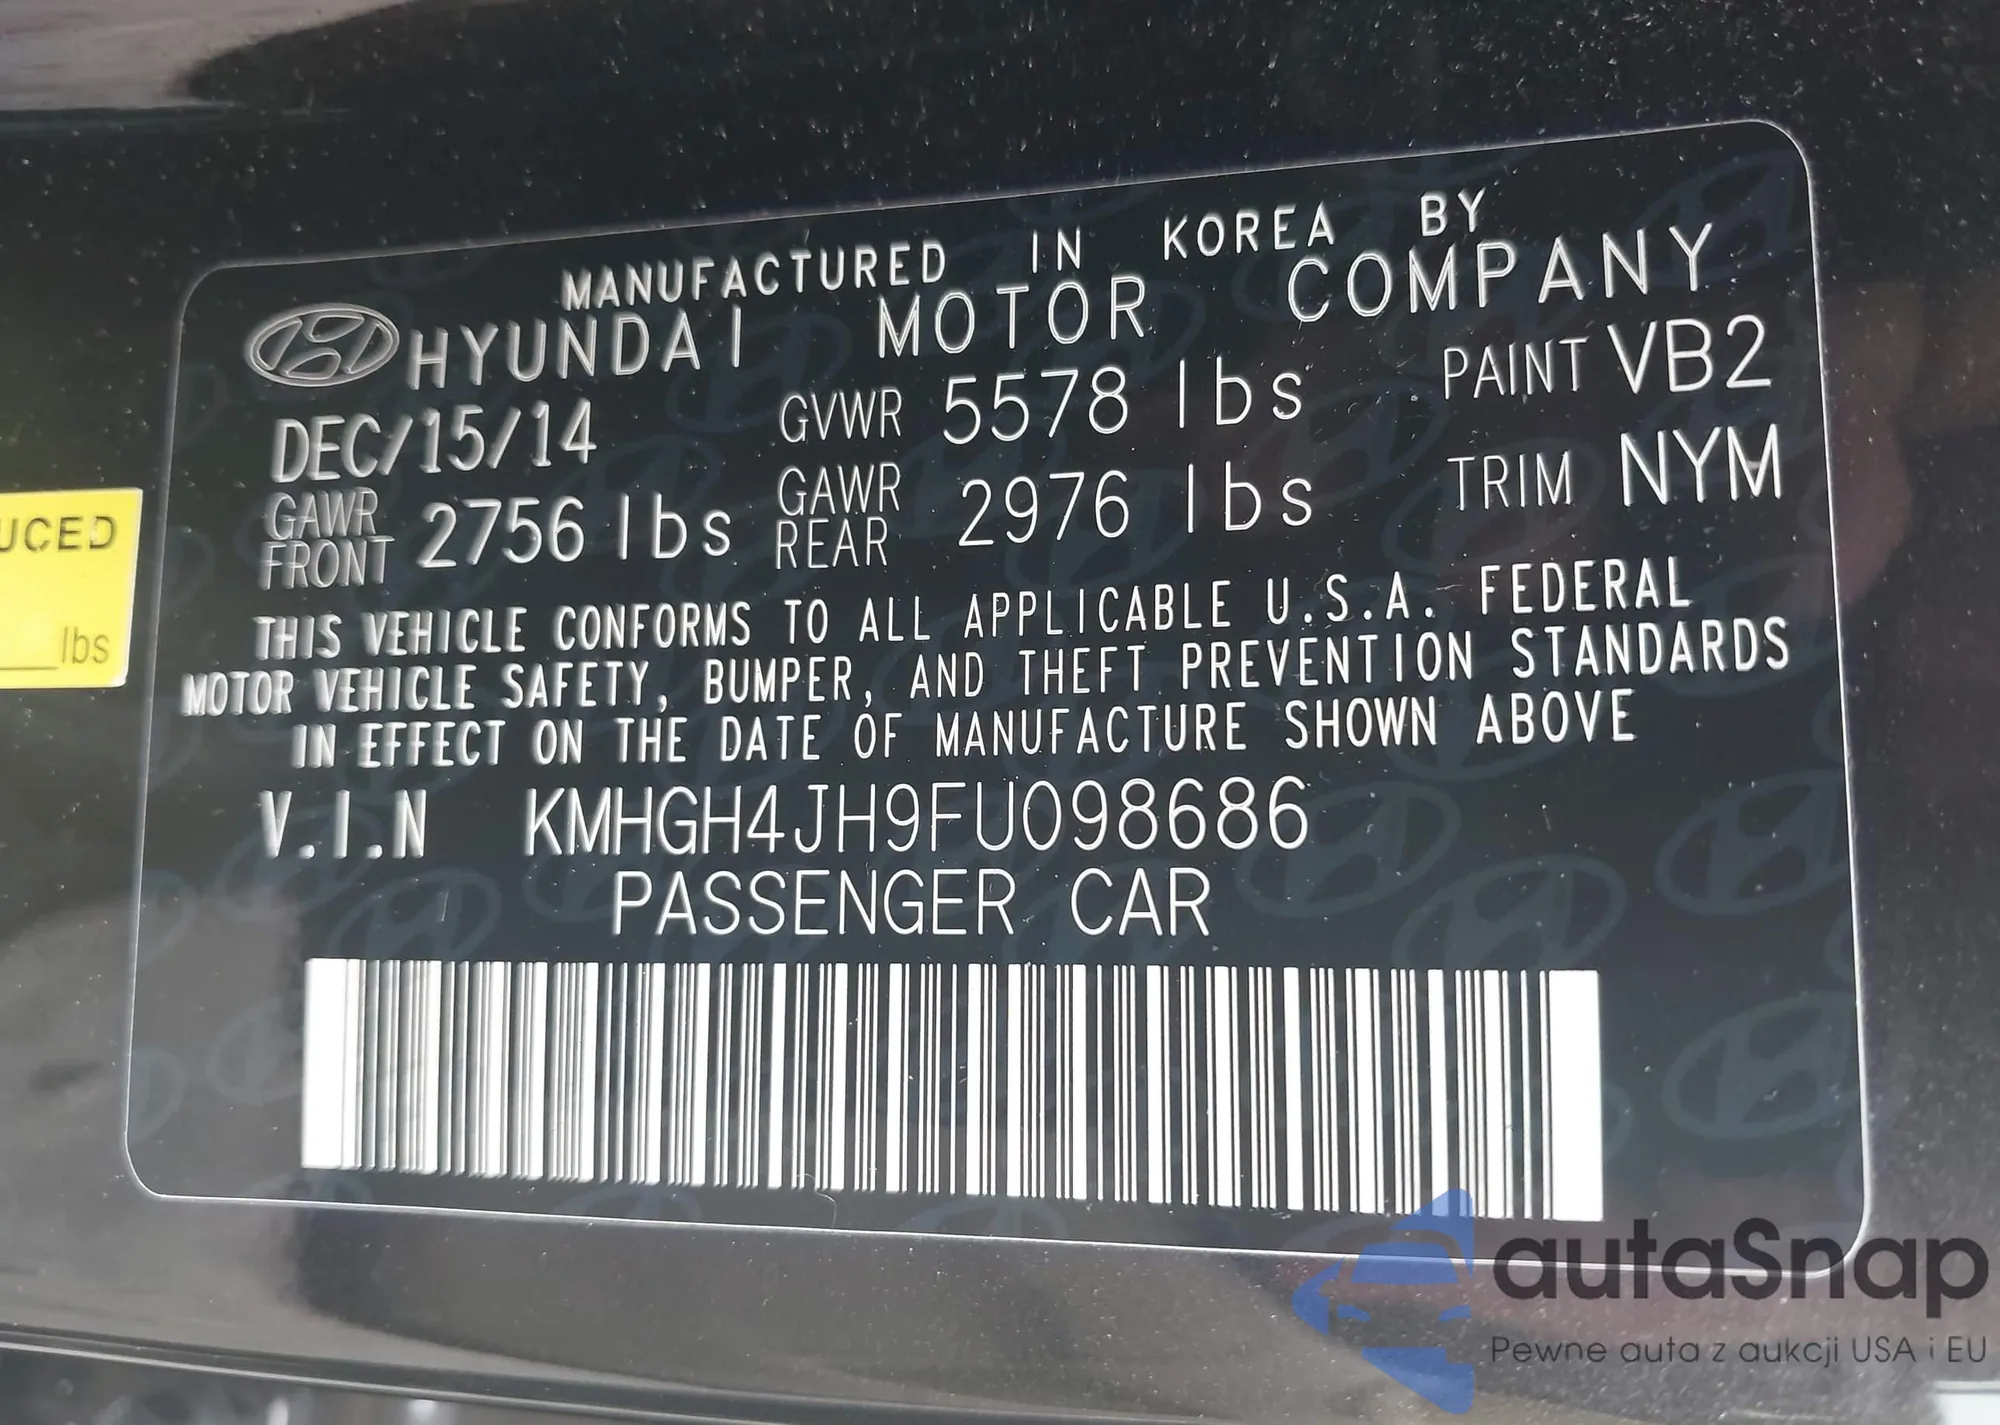 MANUFACTURED IN KOREA BY
HYUNDAI MOTOR COMPANY
DEC/15/14 GVWR 5578 lbs PAINT VB2
GAWR FRONT 2756 lbs GAWR REAR 2976 lbs TRIM NYM
THIS VEHICLE CONFORMS TO ALL APPLICABLE U.S.A. FEDERAL
MOTOR VEHICLE SAFETY, BUMPER, AND THEFT PREVENTION STANDARDS
IN EFFECT ON THE DATE OF MANUFACTURE SHOWN ABOVE
V.I.N KMHGH4JH9FU098686
PASSENGER CAR
UCED
lbs
autaSnap
Pewne auta z aukcji USA i EU